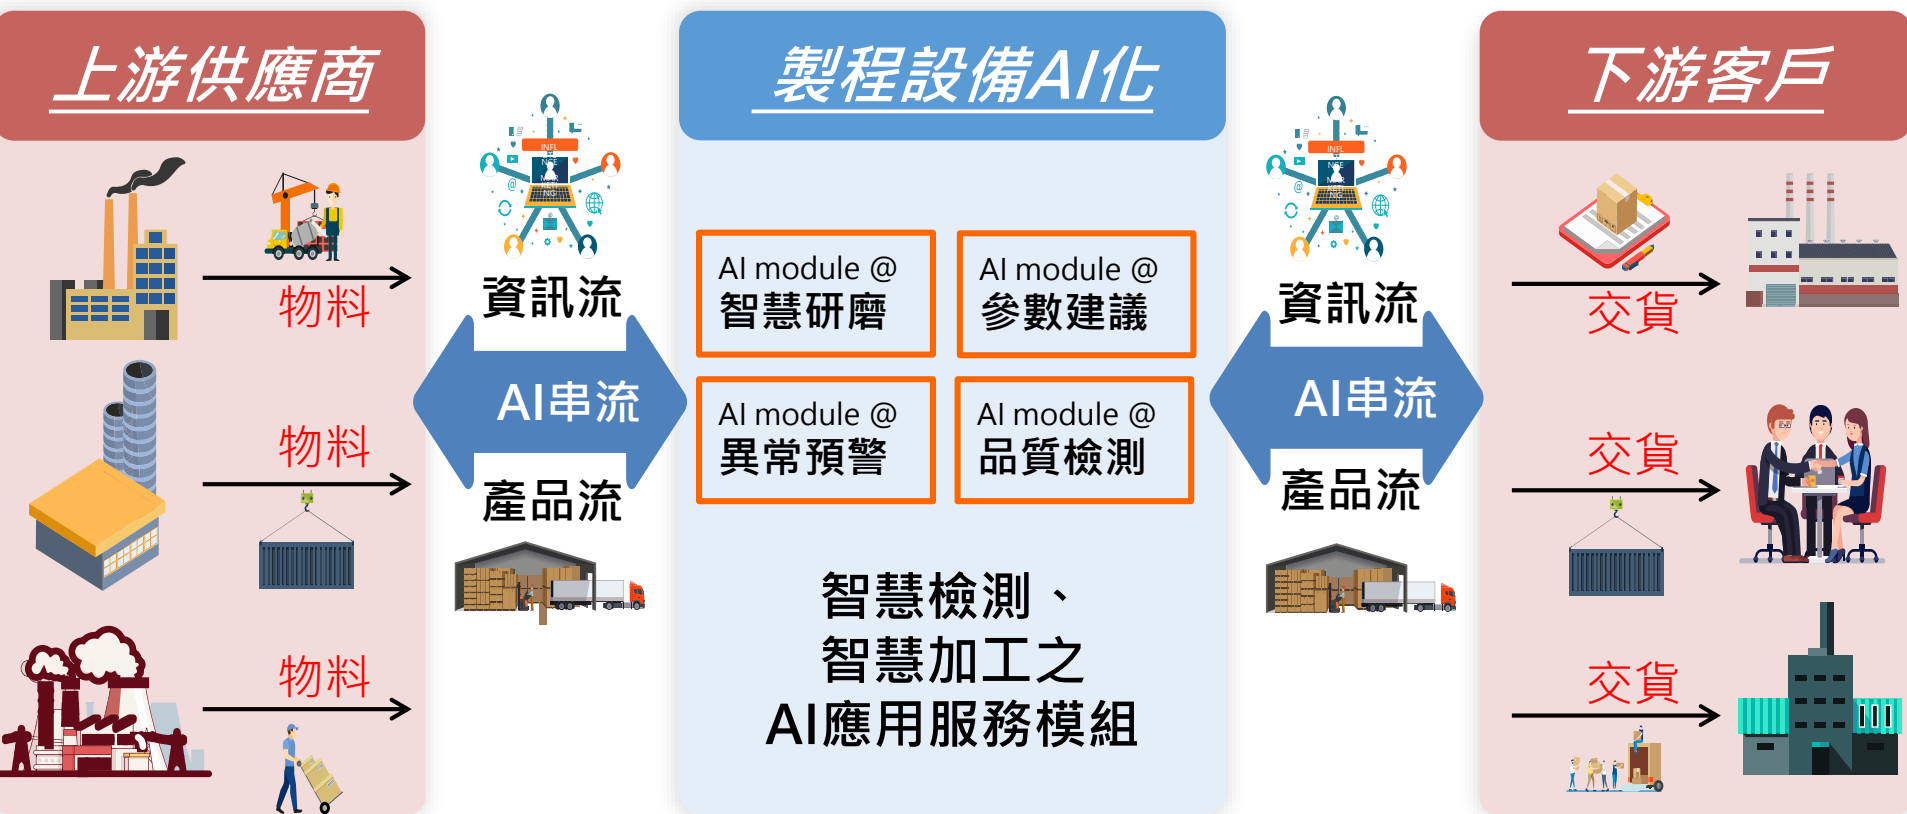 上游供應商
物料
物料
物料
INFL
資訊流
AI串流
產品流
製程設備AI化
AI module @
智慧研磨
AI module @
參數建議
AI module @
異常預警
AI module @
品質檢測
智慧檢測、
智慧加工之
AI應用服務模組
INFL
資訊流
AI串流
產品流
下游客戶
交貨
交貨
交貨